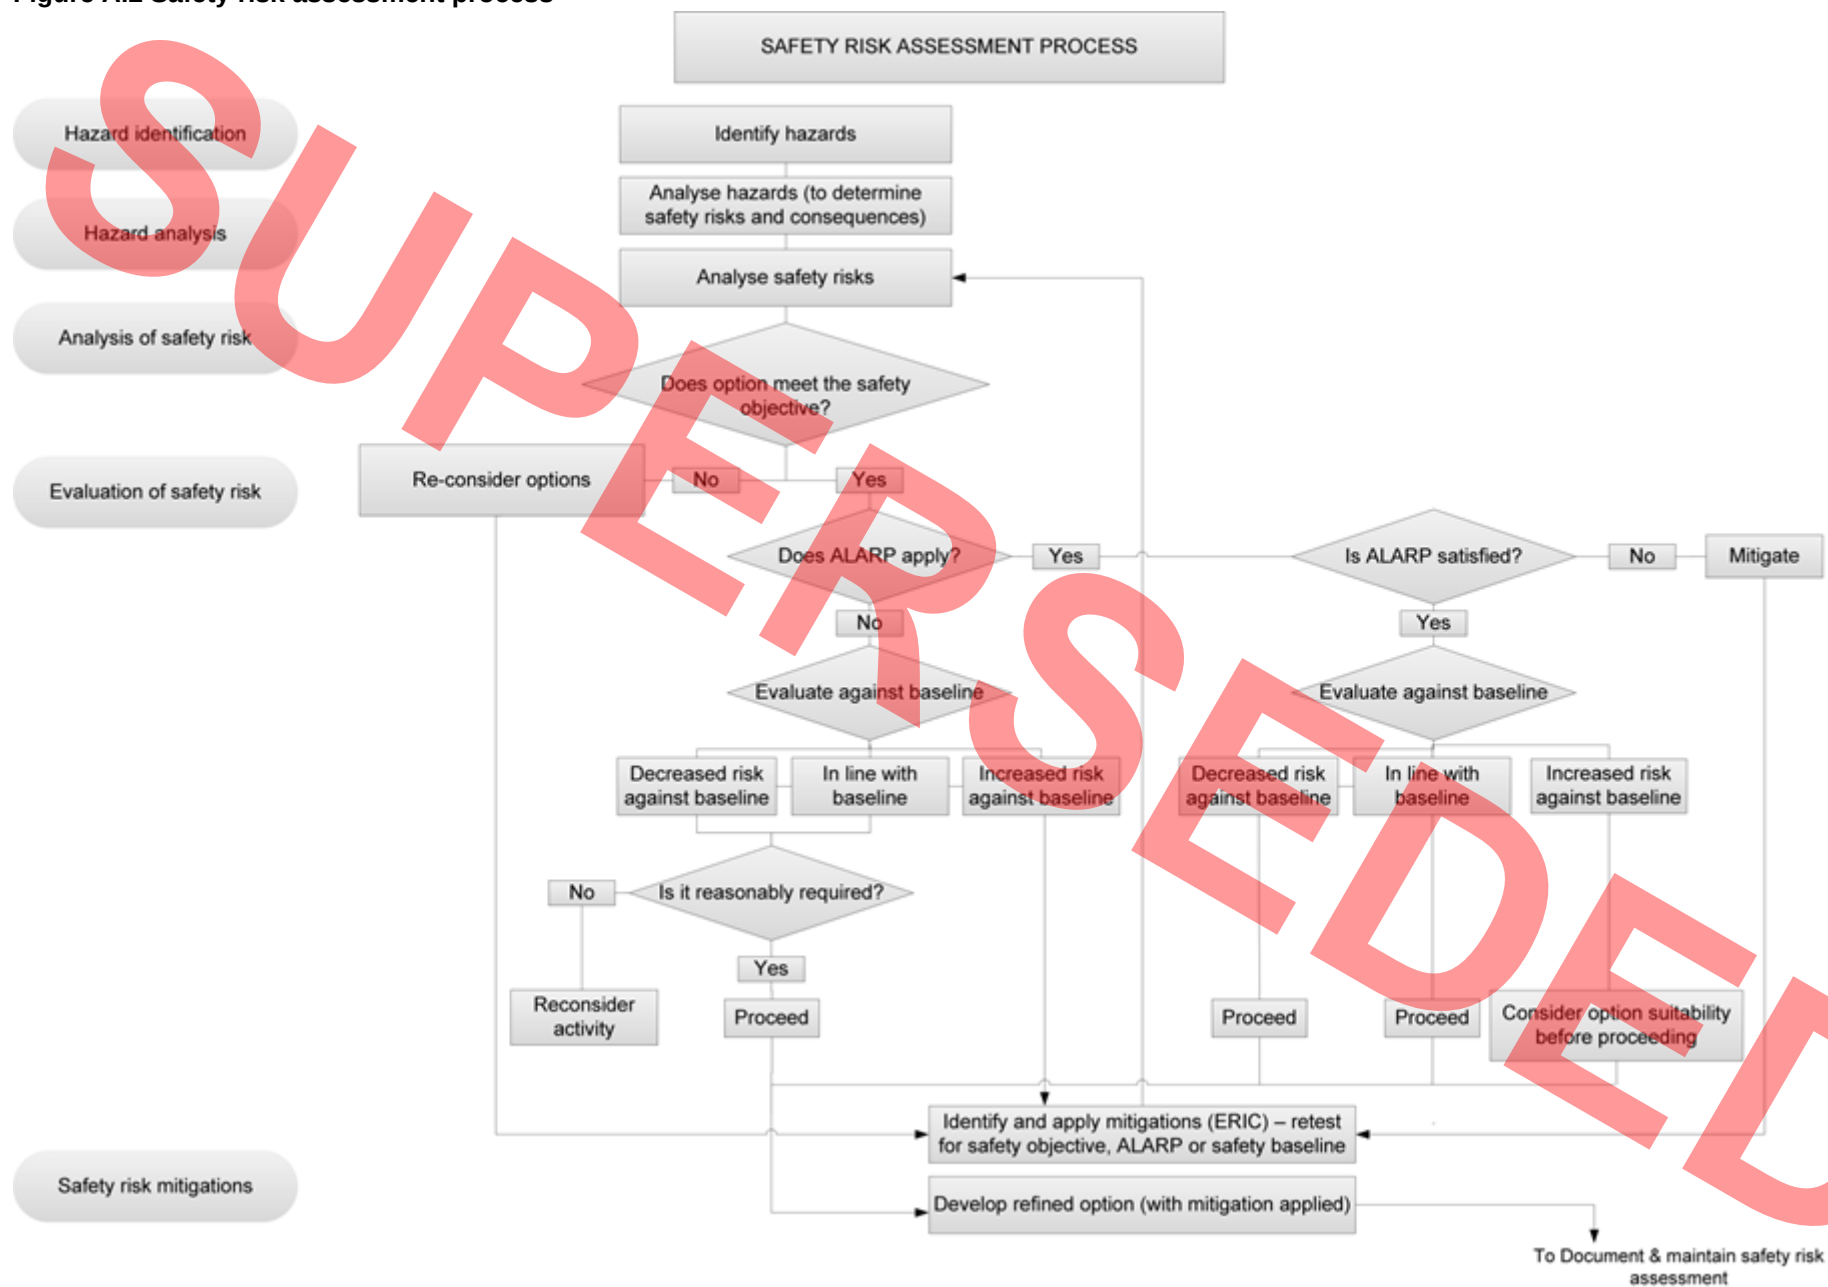 Figure A.2 Safety risk assessment process
SAFETY RISK ASSESSMENT PROCESS
Hazard identification
Identify hazards
Analyse hazards (to determine
safety risks and consequences)
Hazard analysis
Analyse safety risks
Analysis of safety risk
Does option meet the safety
objective?
Evaluation of safety risk
Re-consider options
No
Yes
Does ALARP apply?
Yes
Is ALARP satisfied?
No
Mitigate
No
Yes
Evaluate against baseline
Evaluate against baseline
Decreased risk
against baseline
In line with
baseline
Increased risk
against baseline
Decreased risk
against baseline
In line with
baseline
Increased risk
against baseline
No
Is it reasonably required?
Yes
Reconsider
activity
Proceed
Proceed
Proceed
Consider option suitability
before proceeding
Identify and apply mitigations (ERIC) – retest
for safety objective, ALARP or safety baseline
Safety risk mitigations
Develop refined option (with mitigation applied)
To Document & maintain safety risk
assessment
SUPERSEDED